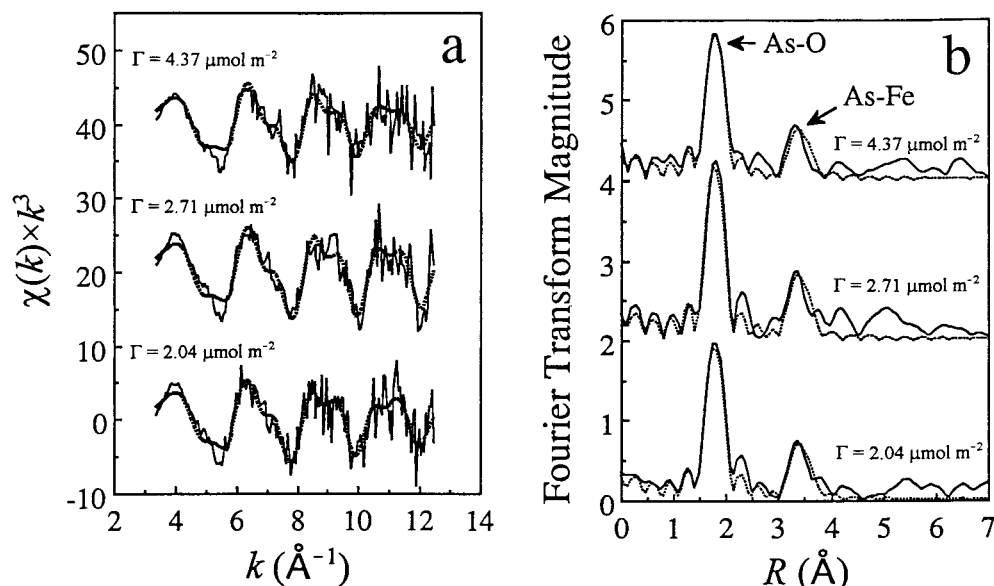 a
50
40
30
20
10
0
-10
χ(k)×k³
Γ = 4.37 μmol m⁻²
Γ = 2.71 μmol m⁻²
Γ = 2.04 μmol m⁻²
2 4 6 8 10 12 14
k (Å⁻¹)
b
6
5
4
3
2
1
0
Fourier Transform Magnitude
As-O
As-Fe
Γ = 4.37 μmol m⁻²
Γ = 2.71 μmol m⁻²
Γ = 2.04 μmol m⁻²
0 1 2 3 4 5 6 7
R (Å)